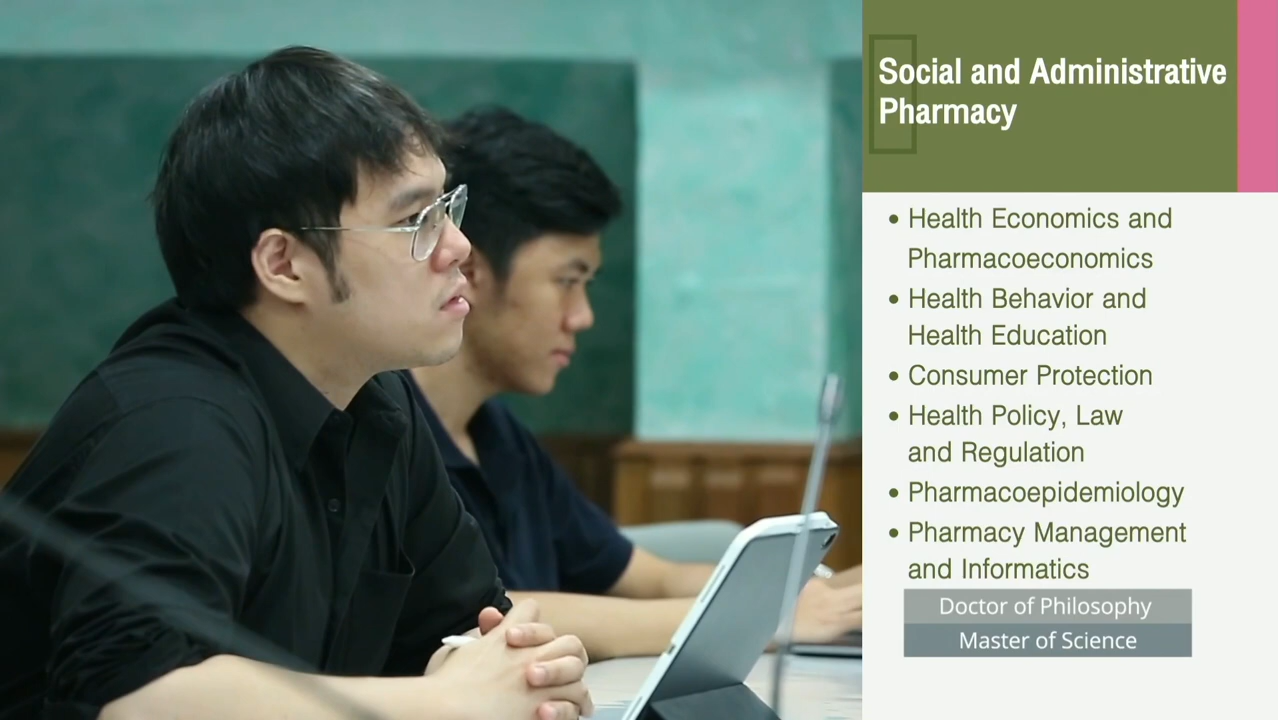 Social and Administrative
Pharmacy
• Health Economics and
Pharmacoeconomics
• Health Behavior and
Health Education
• Consumer Protection
• Health Policy, Law
and Regulation
• Pharmacoepidemiology
• Pharmacy Management
and Informatics
Doctor of Philosophy
Master of Science